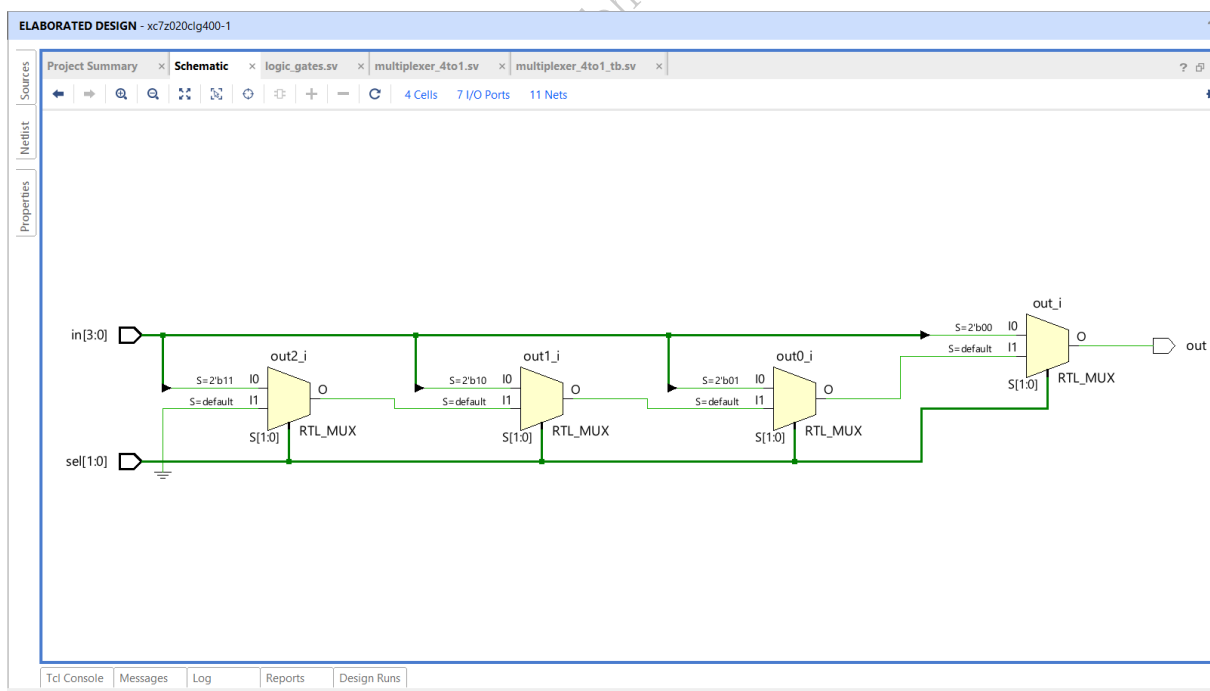 ELABORATED DESIGN - xc7z020clg400-1
Sources
Netlist
Properties
Project Summary × Schematic × logic_gates.sv × multiplexer_4to1.sv × multiplexer_4to1_tb.sv × ?
4 Cells 7 I/O Ports 11 Nets
out_i
in[3:0]
S=2'b00 I0
O
S=default I1
out
S[1:0]
RTL_MUX
out2_i
S=2'b11 I0
O
S=default I1
S[1:0]
RTL_MUX
out1_i
S=2'b10 I0
O
S=default I1
S[1:0]
RTL_MUX
out0_i
S=2'b01 I0
O
S=default I1
S[1:0]
RTL_MUX
sel[1:0]
Tcl Console Messages Log Reports Design Runs